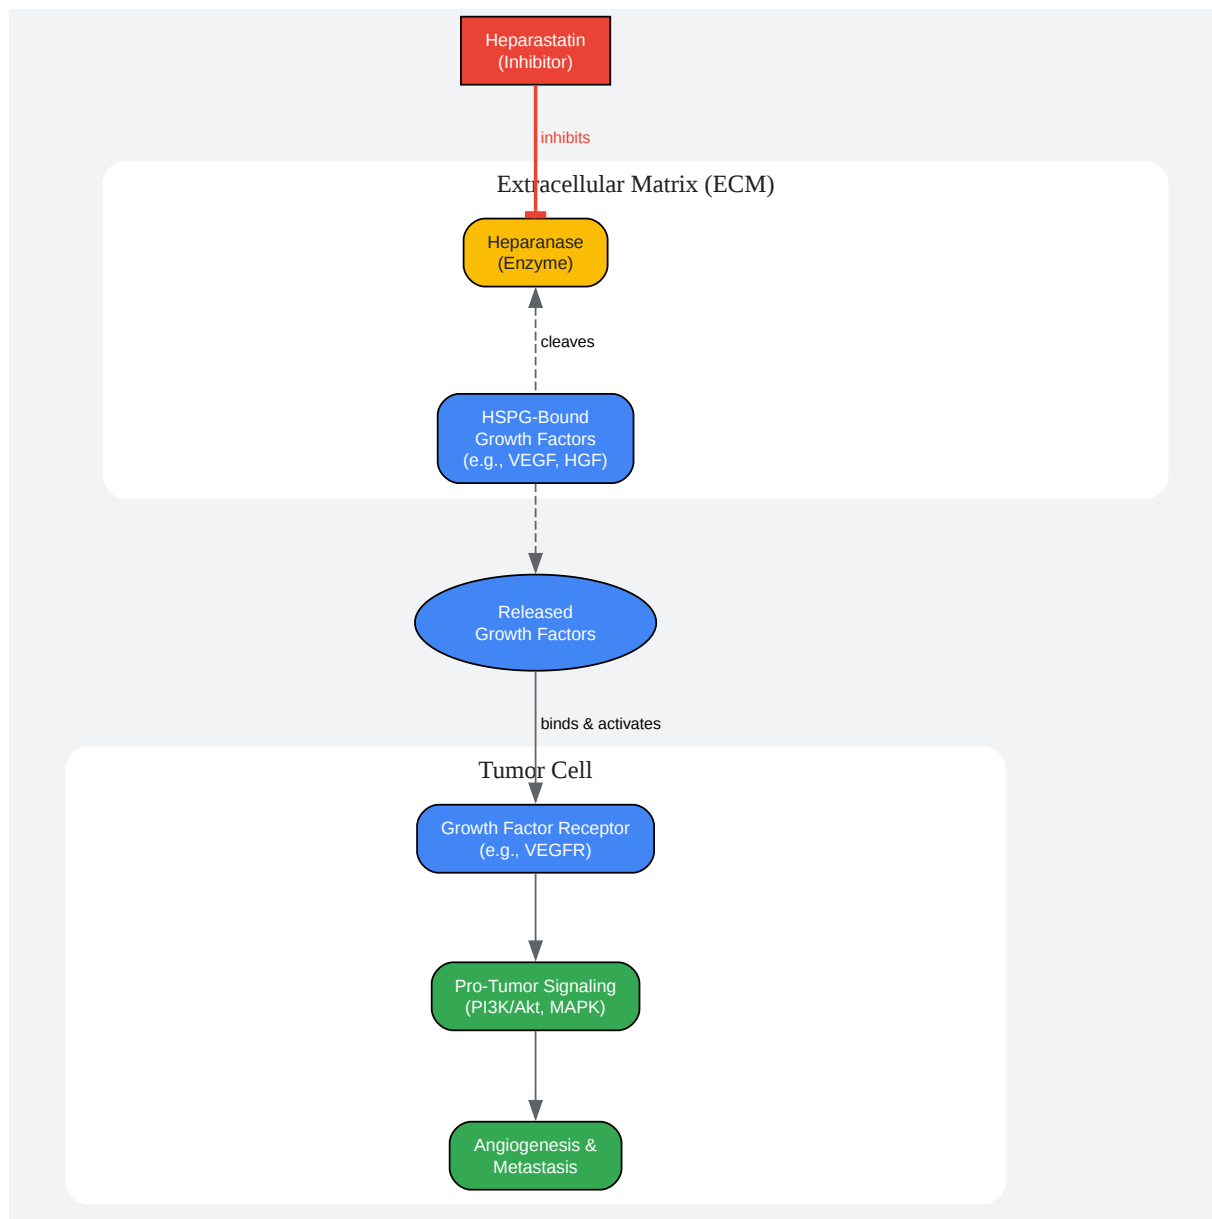 Heparastatin
(Inhibitor)
inhibits
Extracellular Matrix (ECM)
Heparanase
(Enzyme)
cleaves
HSPG-Bound
Growth Factors
(e.g., VEGF, HGF)
Released
Growth Factors
binds & activates
Tumor Cell
Growth Factor Receptor
(e.g., VEGFR)
Pro-Tumor Signaling
(PI3K/Akt, MAPK)
Angiogenesis &
Metastasis